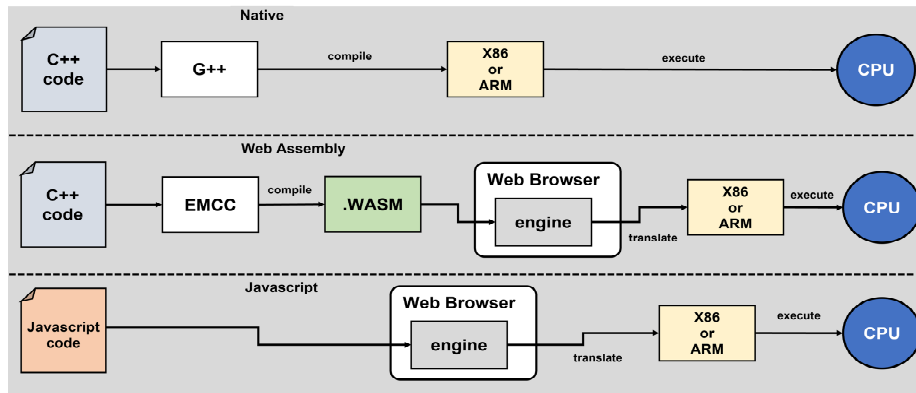 Native
C++
code
G++
compile
X86
or
ARM
execute
CPU
Web Assembly
C++
code
EMCC
compile
.WASM
Web Browser
engine
translate
X86
or
ARM
execute
CPU
Javascript
Javascript
code
Web Browser
engine
translate
X86
or
ARM
execute
CPU